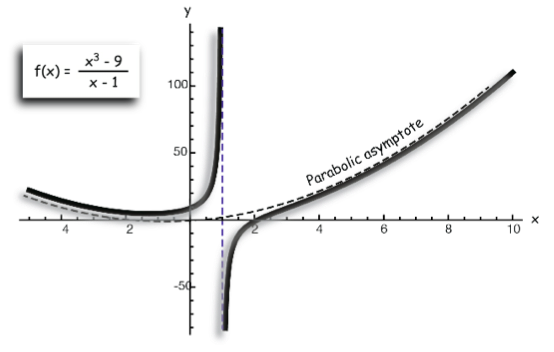 y
f(x) = x³ - 9
x - 1
100
50
Parabolic asymptote
4 2 2 4 6 8 10 x
-50